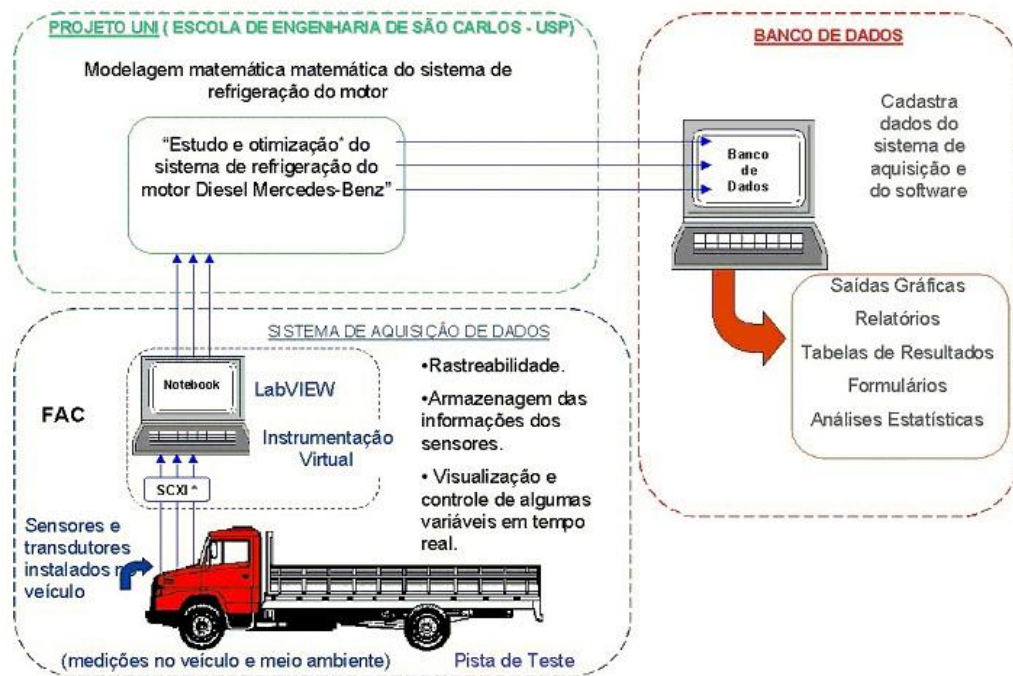 PROJETO UNI ( ESCOLA DE ENGENHARIA DE SÃO CARLOS - USP)
Modelagem matemática matemática do sistema de
refrigeração do motor
“Estudo e otimização* do
sistema de refrigeração do
motor Diesel Mercedes-Benz”
BANCO DE DADOS
Banco
de
Dados
Cadastra
dados do
sistema de
aquisição e
do software
Saídas Gráficas
Relatórios
Tabelas de Resultados
Formulários
Análises Estatísticas
SISTEMA DE AQUISIÇÃO DE DADOS
FAC
Notebook
LabVIEW
Instrumentação
Virtual
SCXI *
•Rastreabilidade.
•Armazenagem das
informações dos
sensores.
• Visualização e
controle de algumas
variáveis em tempo
real.
Sensores e
transdutores
instalados no
veículo
(medições no veículo e meio ambiente)
Pista de Teste